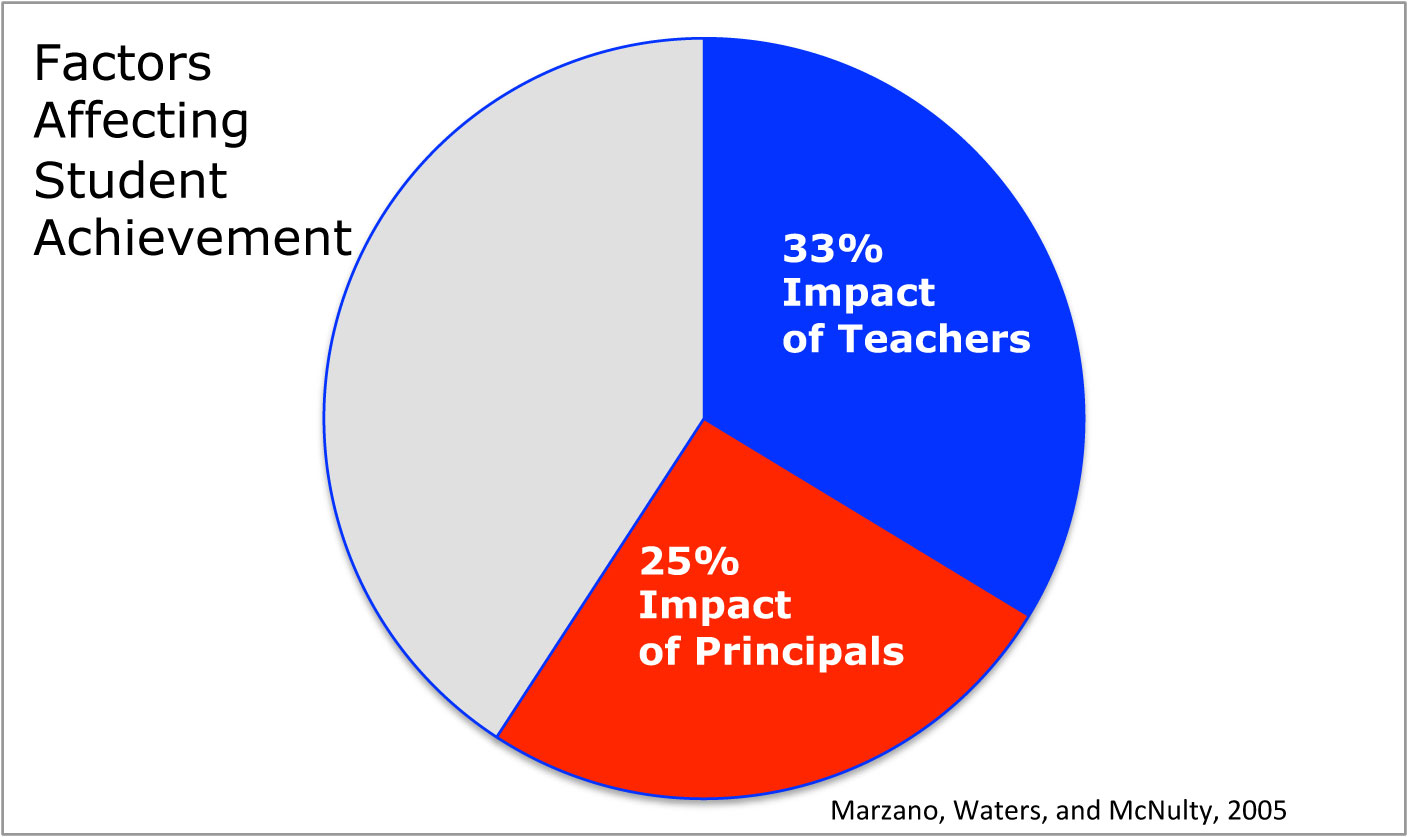 Factors
Affecting
Student
Achievement
33%
Impact
of Teachers
25%
Impact
of Principals
Marzano, Waters, and McNulty, 2005